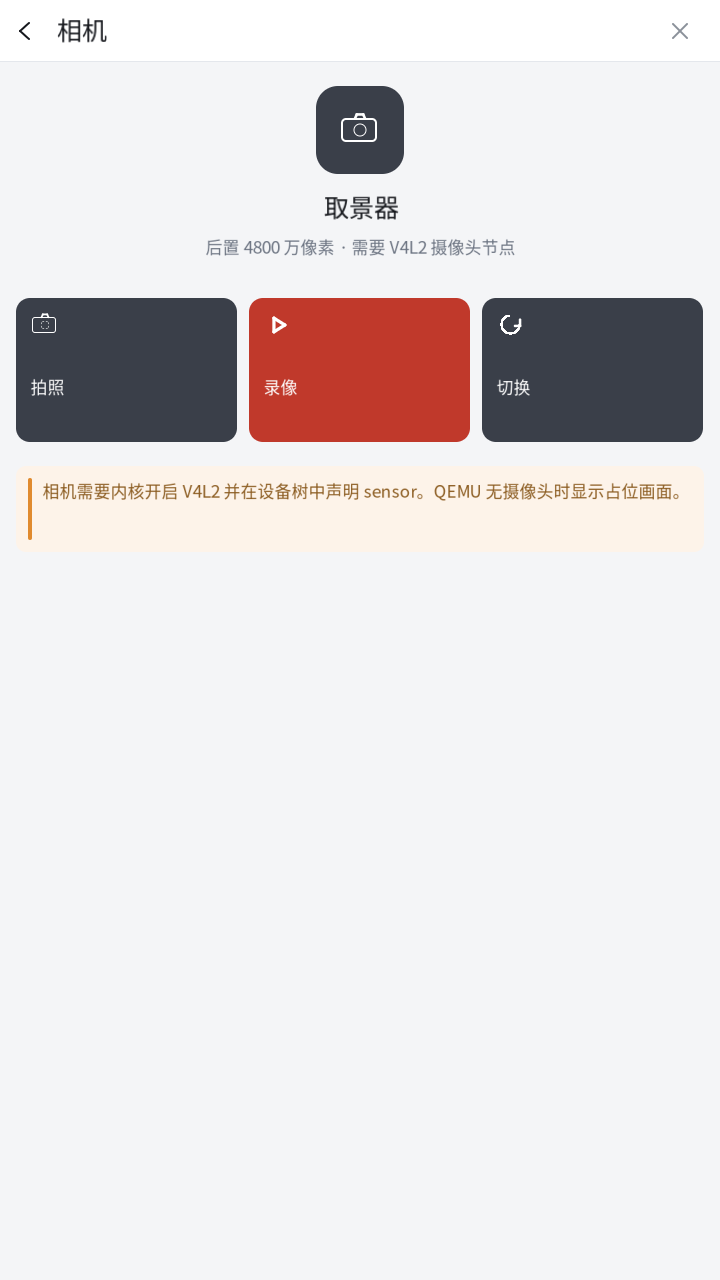 相机
取景器
后置 4800 万像素 · 需要 V4L2 摄像头节点
拍照
录像
切换
相机需要内核开启 V4L2 并在设备树中声明 sensor。QEMU 无摄像头时显示占位画面。